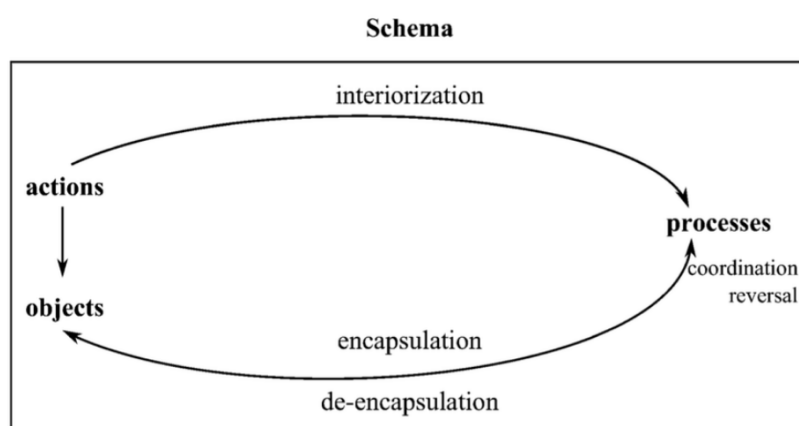 Schema
interiorization
actions
processes
coordination
reversal
objects
encapsulation
de-encapsulation